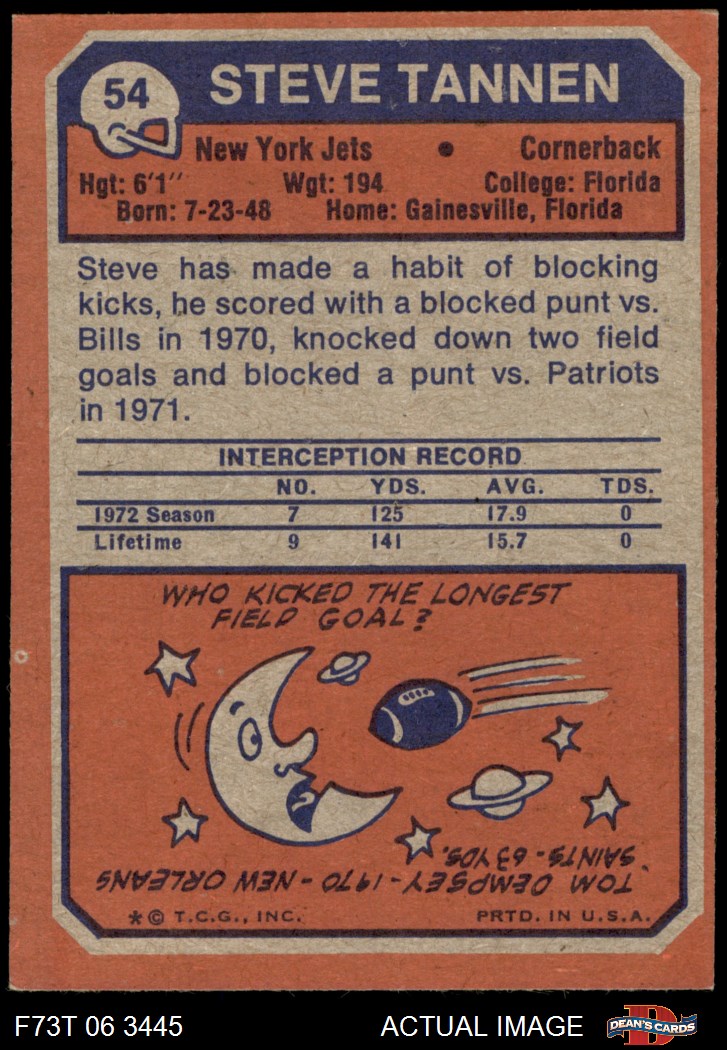 54
STEVE TANNEN
New York Jets • Cornerback
Hgt: 6'1" Wgt: 194 College: Florida
Born: 7-23-48 Home: Gainesville, Florida
Steve has made a habit of blocking
kicks, he scored with a blocked punt vs.
Bills in 1970, knocked down two field
goals and blocked a punt vs. Patriots
in 1971.
INTERCEPTION RECORD
NO. YDS. AVG. TDS.
1972 Season 7 125 17.9 0
Lifetime 9 141 15.7 0
WHO KICKED THE LONGEST
FIELD GOAL?
TOM DEMPSEY-1970-NEW ORLEANS
SAINTS-63 YDS.
*© T.C.G., INC. PRTD. IN U.S.A.
F73T 06 3445 ACTUAL IMAGE DEAN'S CARDS